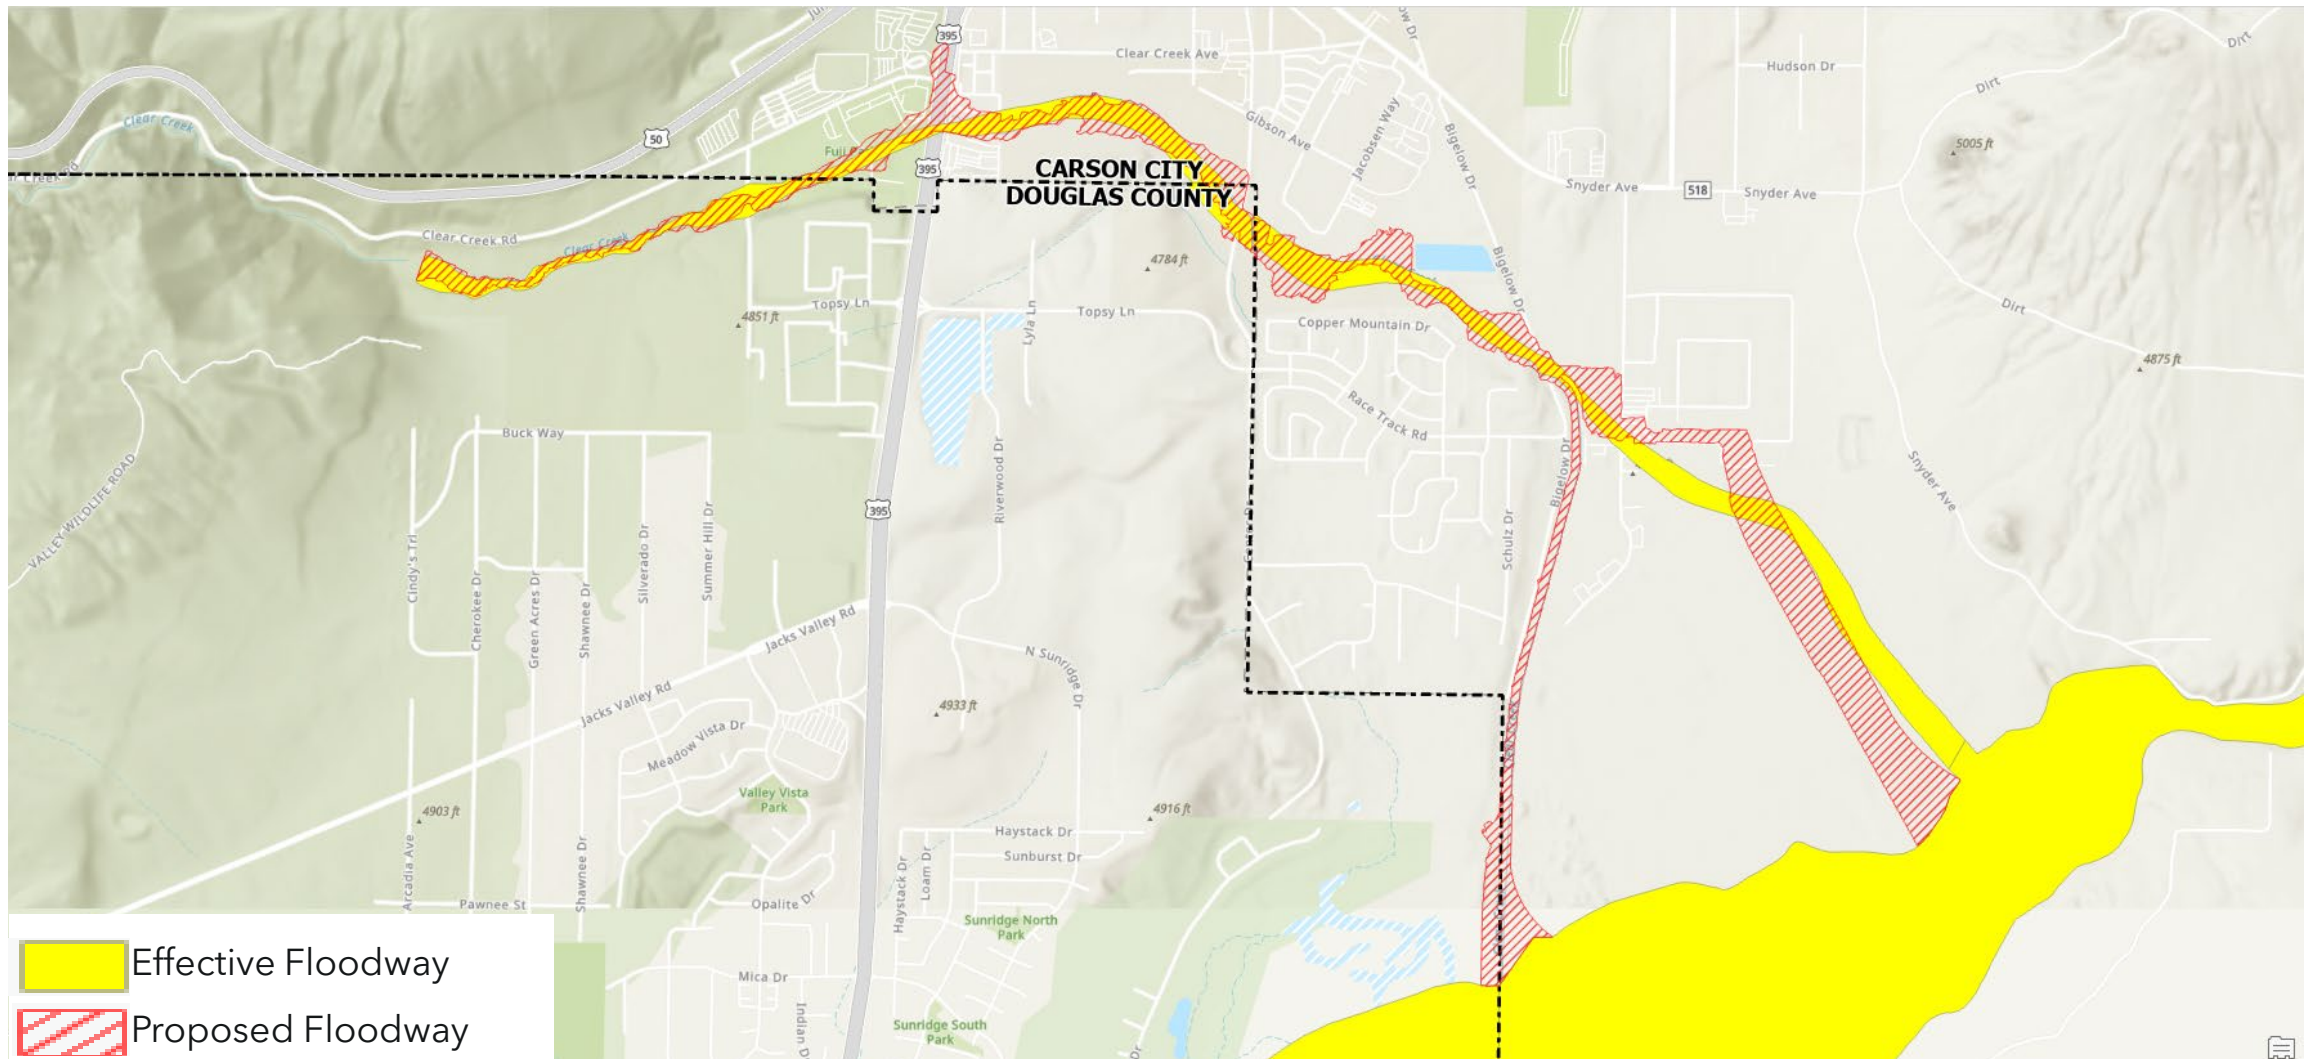 395
Clear Creek Ave
Hudson Dr
Dirt
Dirt
Clear Creek
50
Gibson Ave
Jacobsen Way
Bigelow Dr
5005 ft
395
CARSON CITY
DOUGLAS COUNTY
Snyder Ave
518
Snyder Ave
Clear Creek Rd
Clear Creek
4784 ft
Bigelow Dr
Topsy Ln
4851 ft
Lyla Ln
Topsy Ln
Copper Mountain Dr
Dirt
4875 ft
Race Track Rd
Buck Way
Riverwood Dr
Bigelow Dr
Snyder Ave
VALLEY WILDLIFE ROAD
395
Cindy's Trl
Cherokee Dr
Green Acres Dr
Shawnee Dr
Silverado Dr
Summer Hill Dr
Schulz Dr
Jacks Valley Rd
N Sunridge Dr
Jacks Valley Rd
4933 ft
Meadow Vista Dr
Valley Vista
Park
4903 ft
4916 ft
Haystack Dr
Sunburst Dr
Arcadia Ave
Shawnee Dr
Haystack Dr
Loam Dr
Pawnee St
Opalite Dr
Sunridge North
Park
Effective Floodway
Mica Dr
Proposed Floodway
Sunridge South
Park